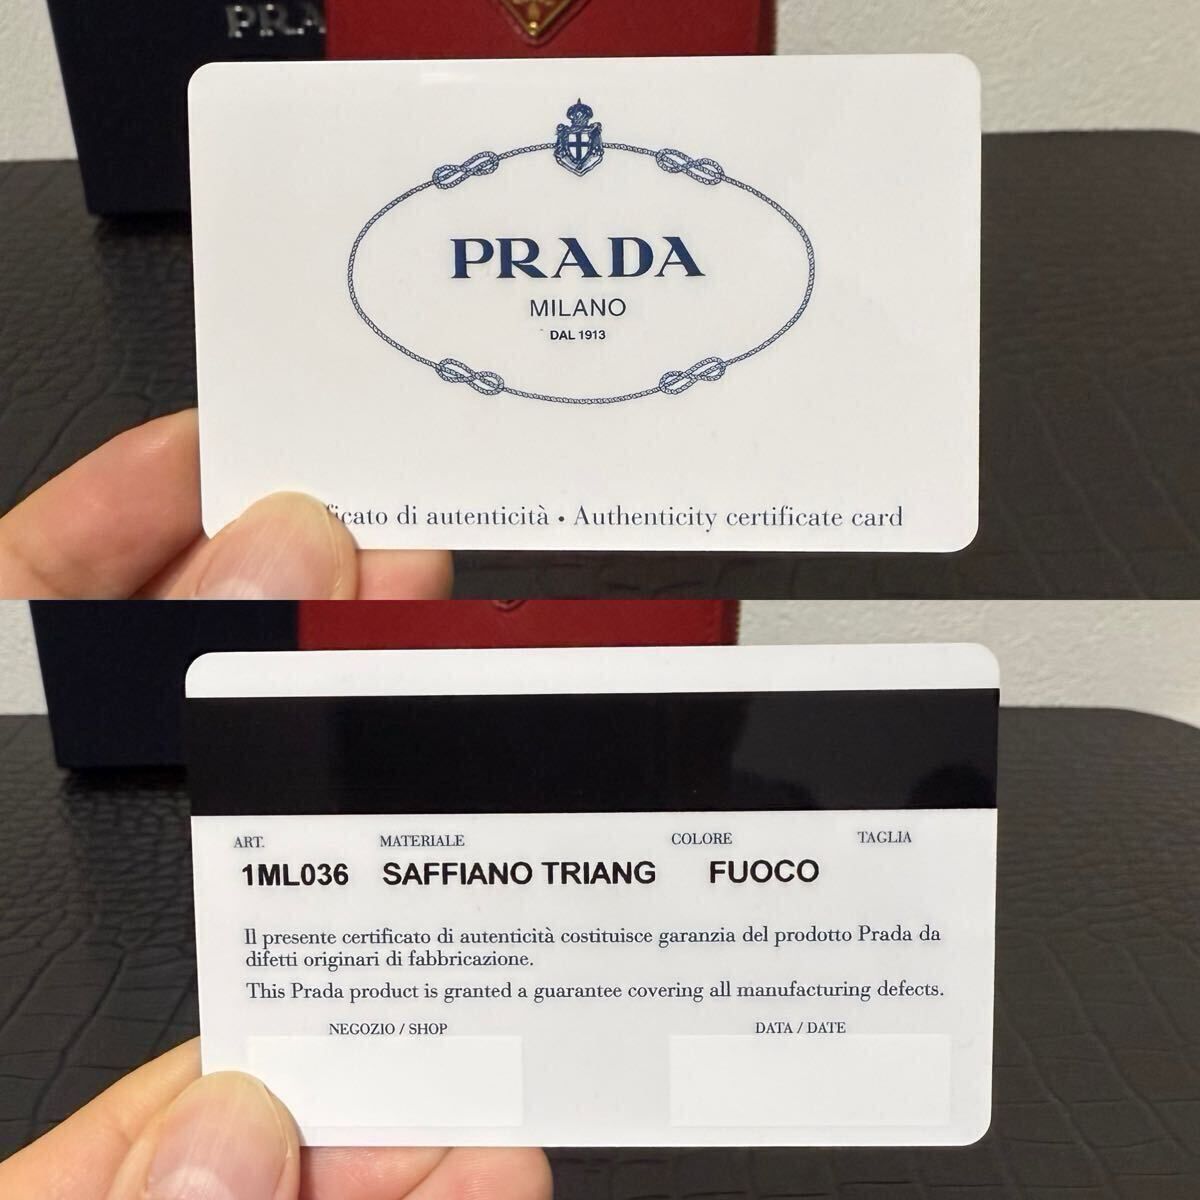 PRA
PRADA
MILANO
DAL 1913
ficato di autenticità • Authenticity certificate card
ART. MATERIALE COLORE TAGLIA
1ML036 SAFFIANO TRIANG FUOCO
Il presente certificato di autenticità costituisce garanzia del prodotto Prada da
difetti originari di fabbricazione.
This Prada product is granted a guarantee covering all manufacturing defects.
NEGOZIO / SHOP DATA / DATE